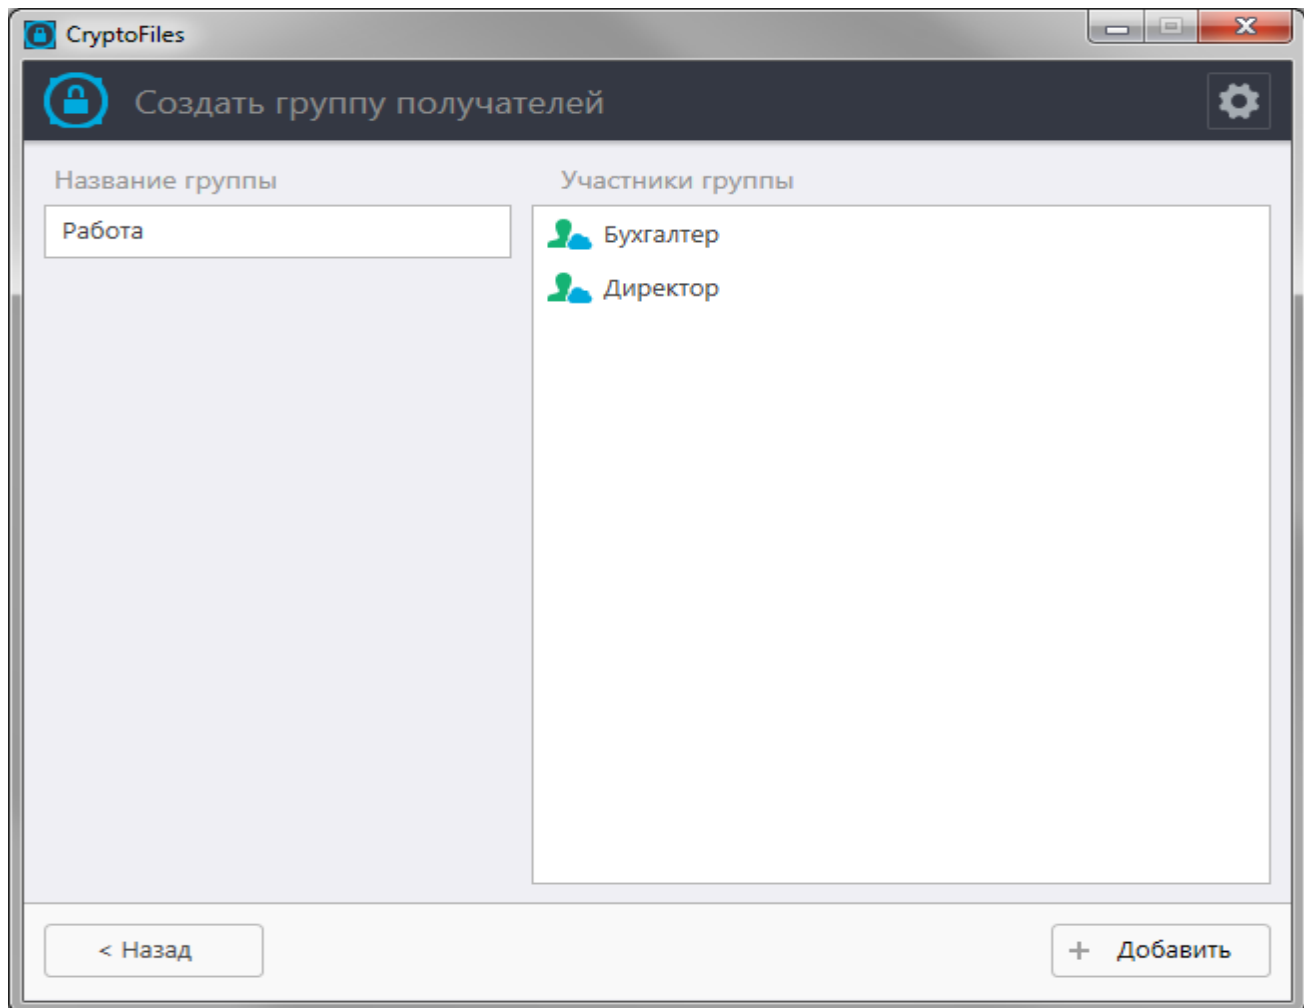 CryptoFiles
Создать группу получателей
Название группы
Работа
Участники группы
Бухгалтер
Директор
< Назад
+ Добавить